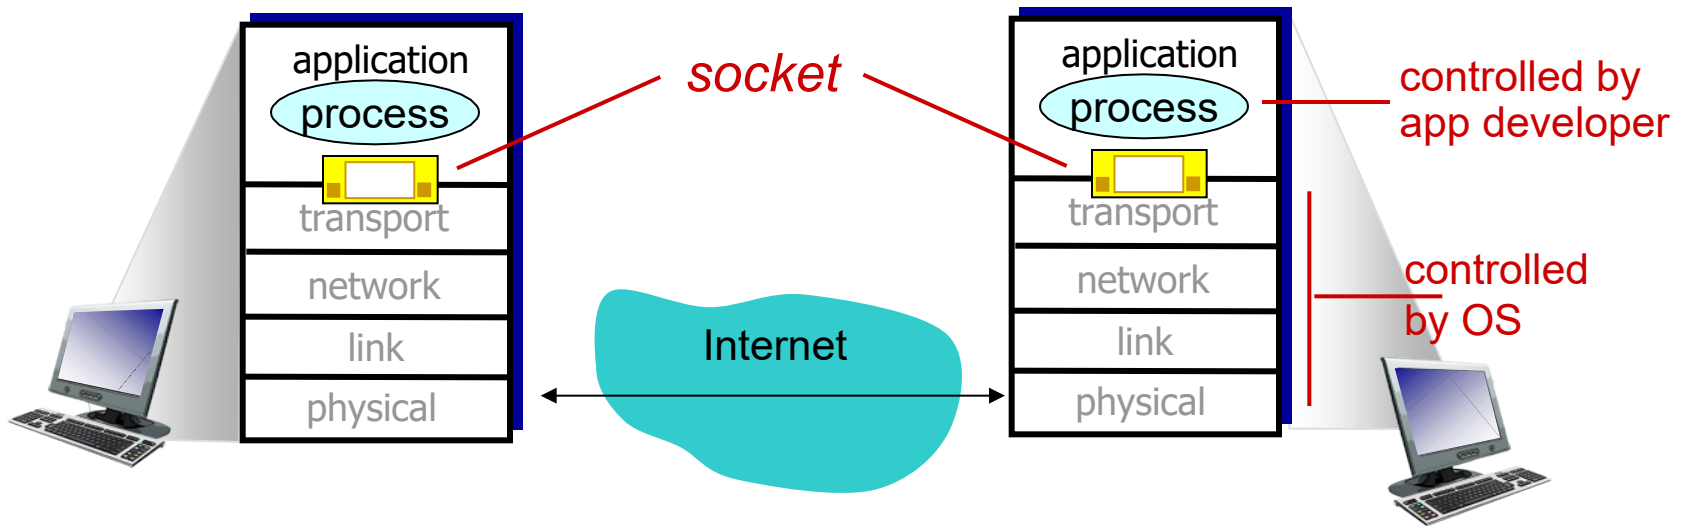 application
process
transport
network
link
physical
socket
Internet
application
process
transport
network
link
physical
controlled by
app developer
controlled
by OS